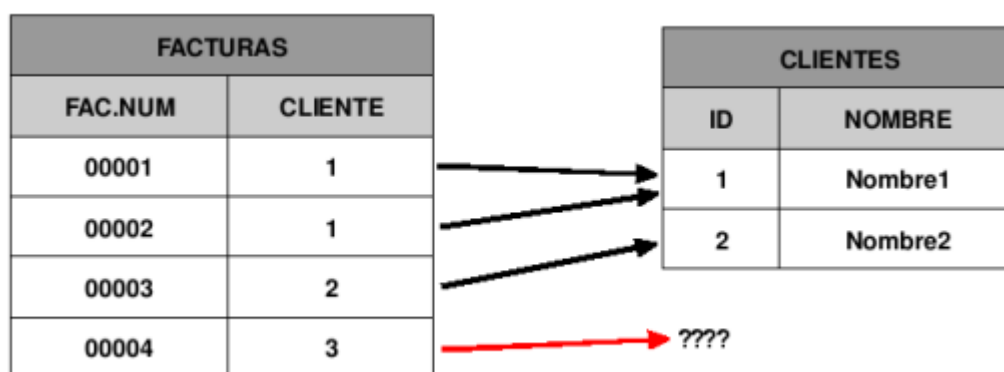 FACTURAS
FAC.NUM CLIENTE
00001 1
00002 1
00003 2
00004 3
CLIENTES
ID NOMBRE
1 Nombre1
2 Nombre2
????